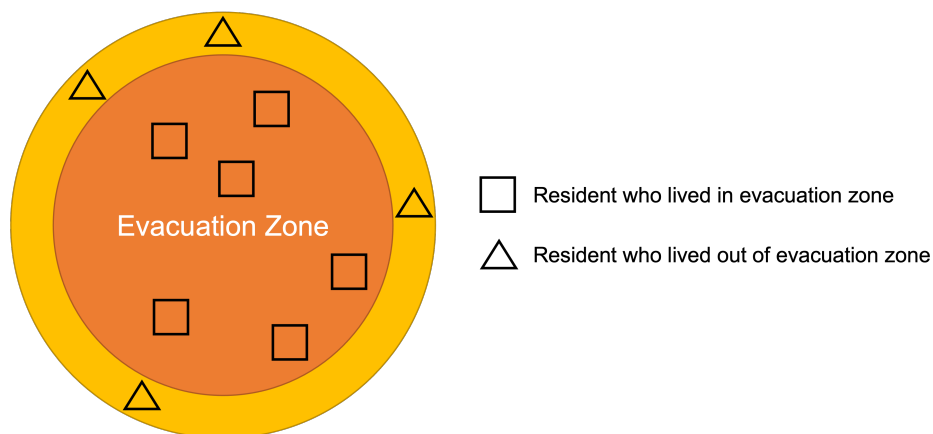 Resident who lived in evacuation zone
Evacuation Zone
Resident who lived out of evacuation zone